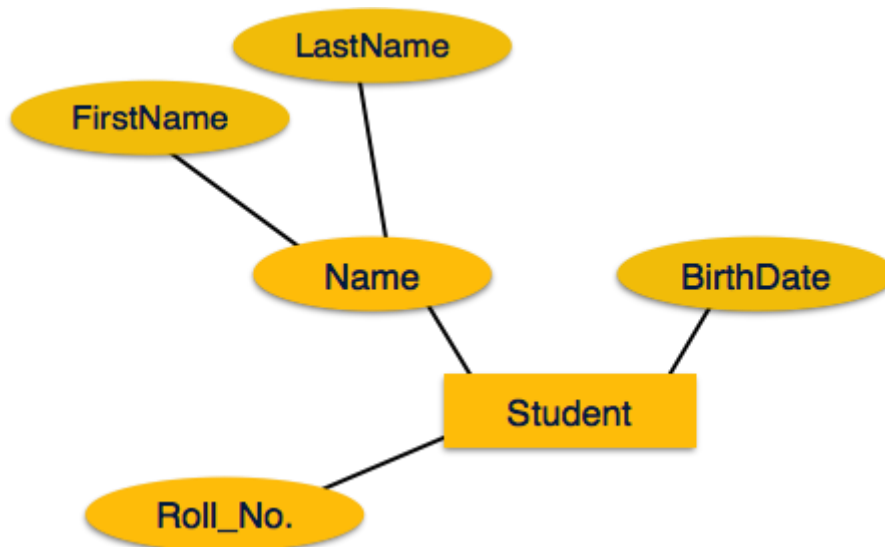 LastName
FirstName
Name
BirthDate
Student
Roll_No.